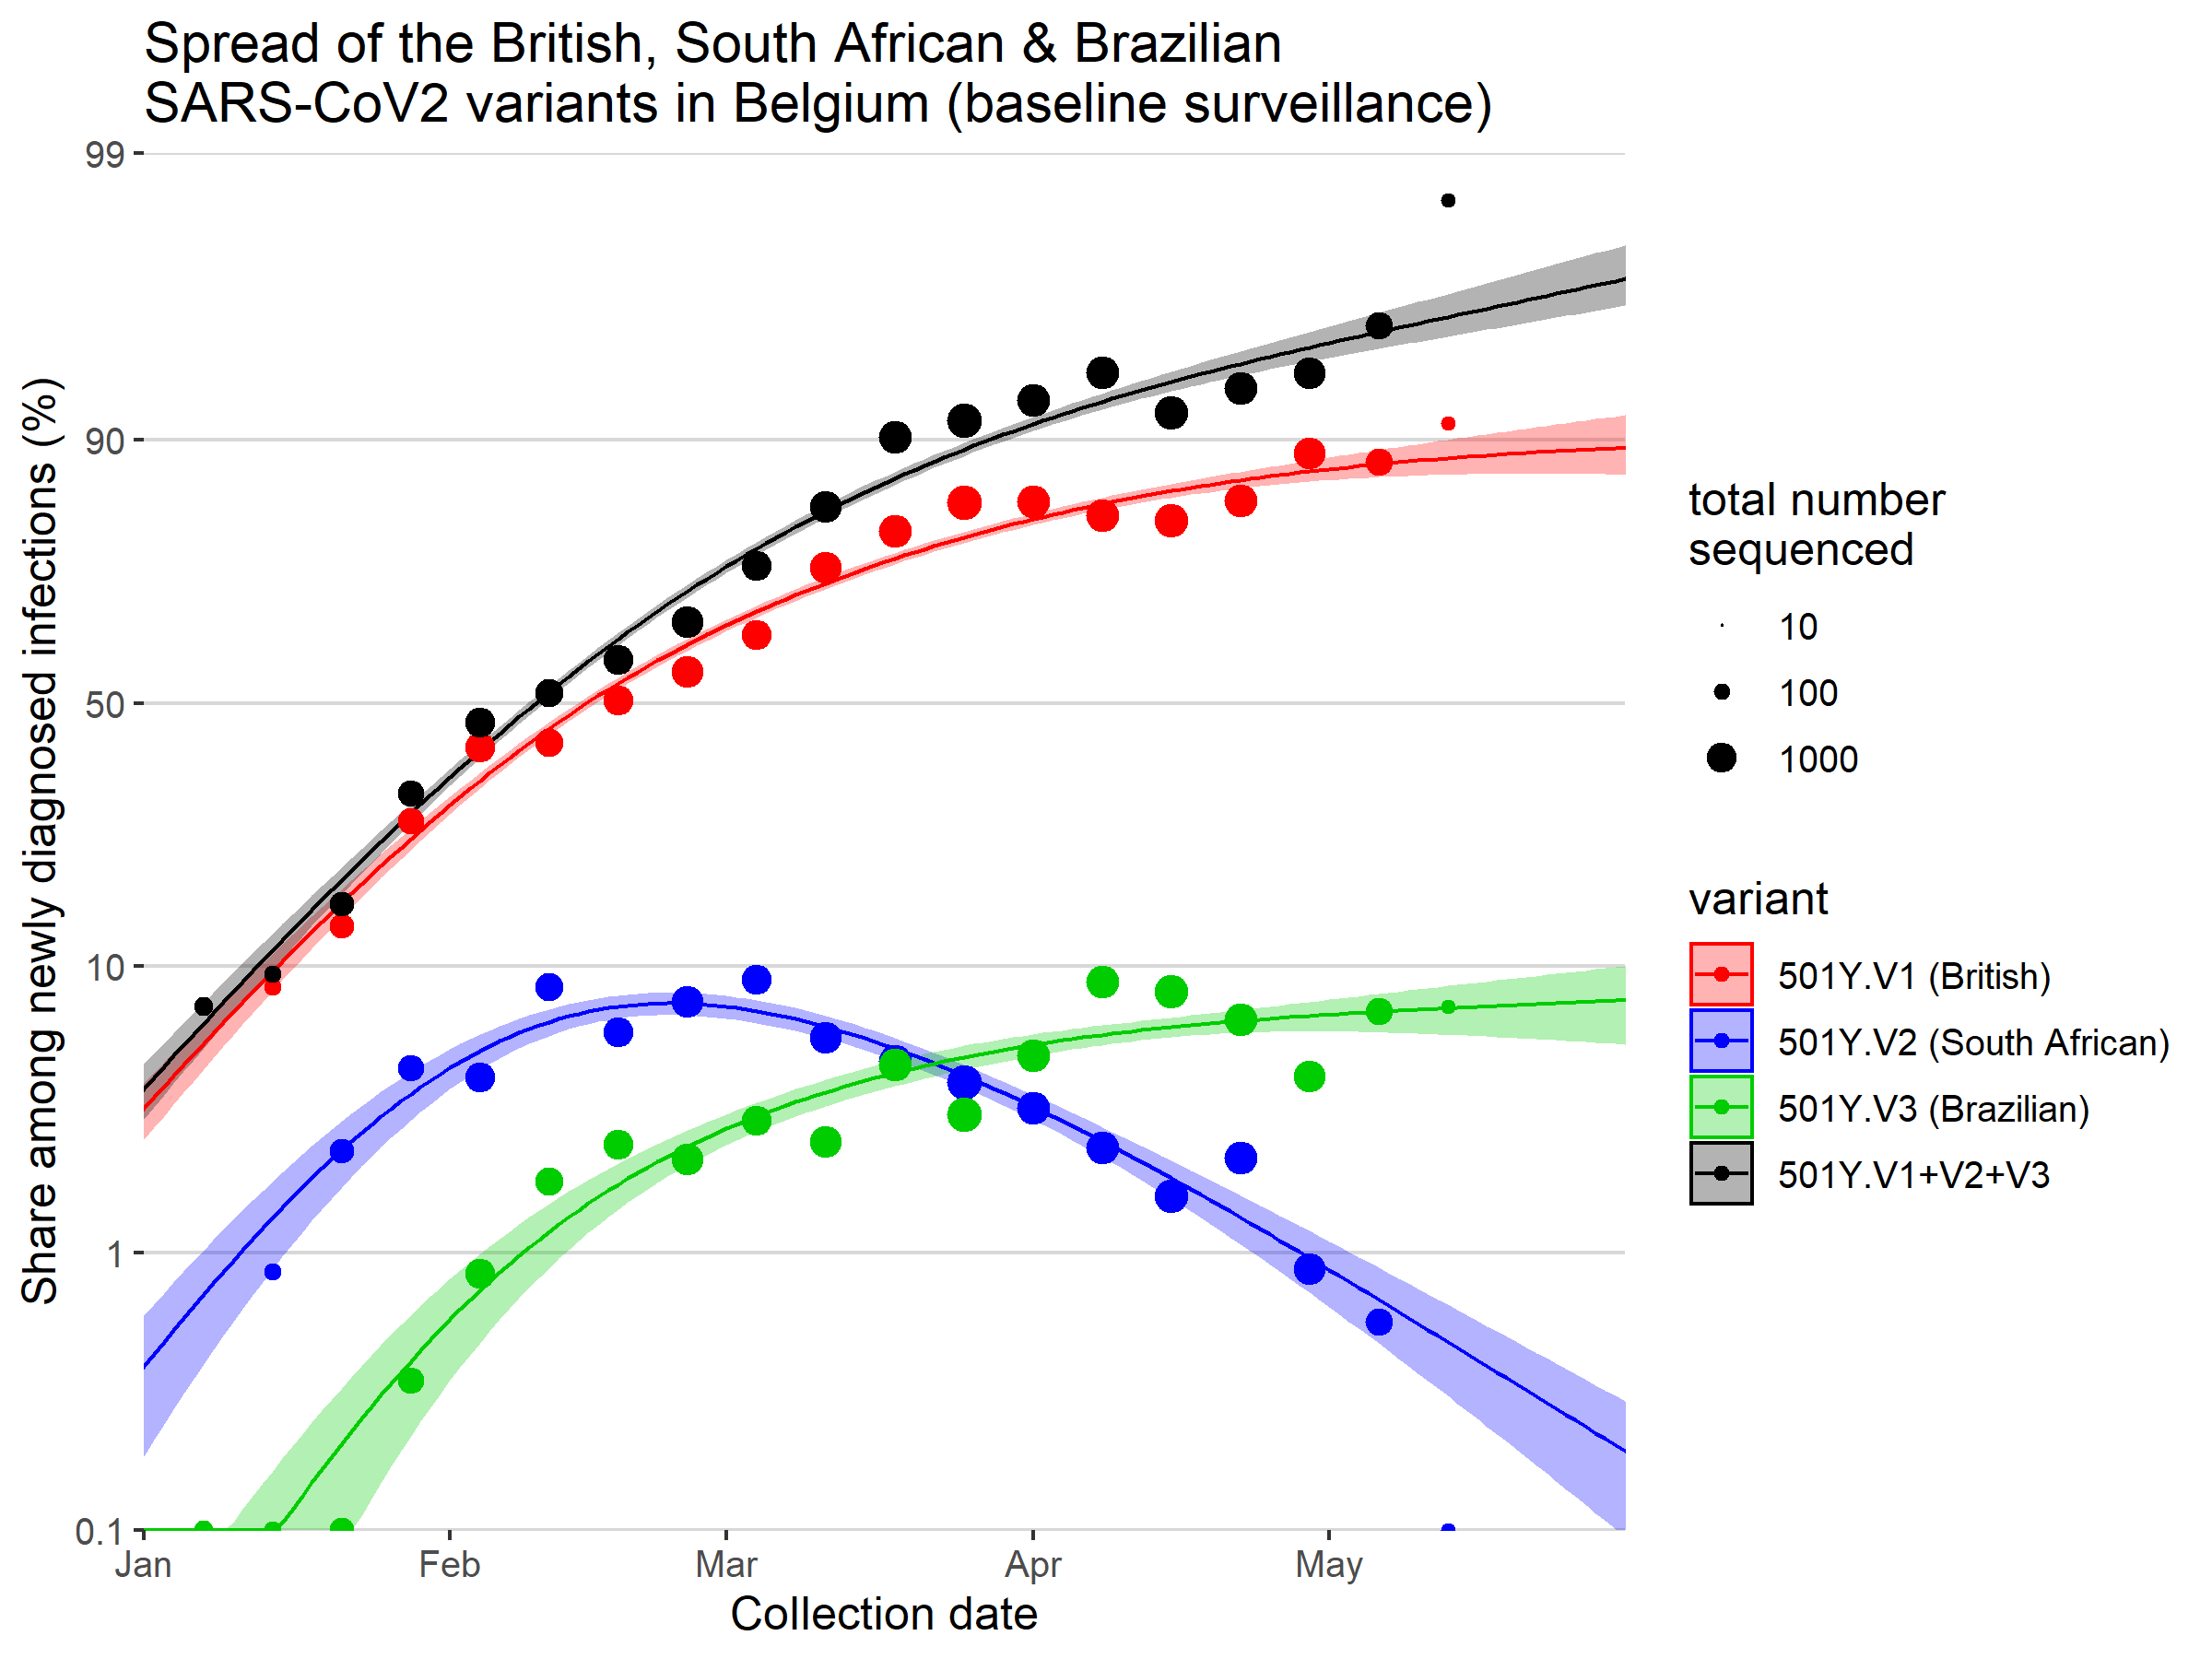 Spread of the British, South African & Brazilian
SARS-CoV2 variants in Belgium (baseline surveillance)
Share among newly diagnosed infections (%)
99
90
50
10
1
0.1
Jan
Feb
Mar
Apr
May
Collection date
total number
sequenced
10
100
1000
variant
501Y.V1 (British)
501Y.V2 (South African)
501Y.V3 (Brazilian)
501Y.V1+V2+V3